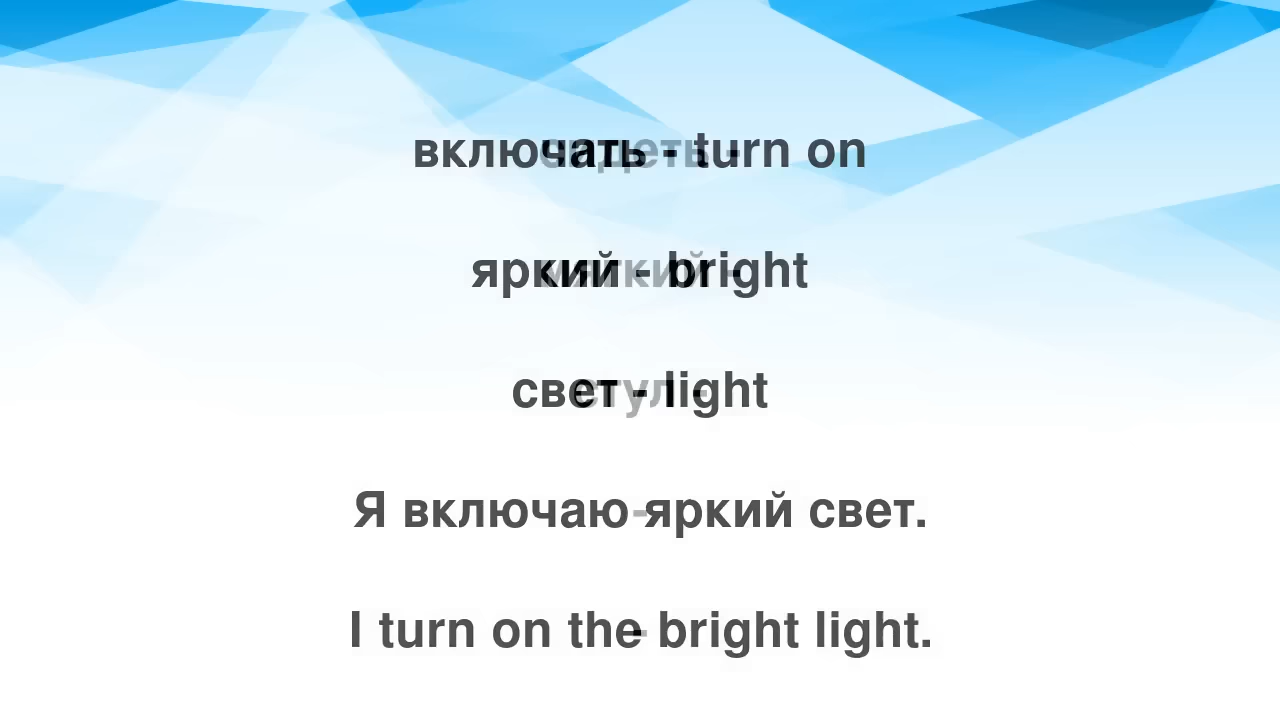 включать - turn on
яркий - bright
свет - light
Я включаю яркий свет.
I turn on the bright light.